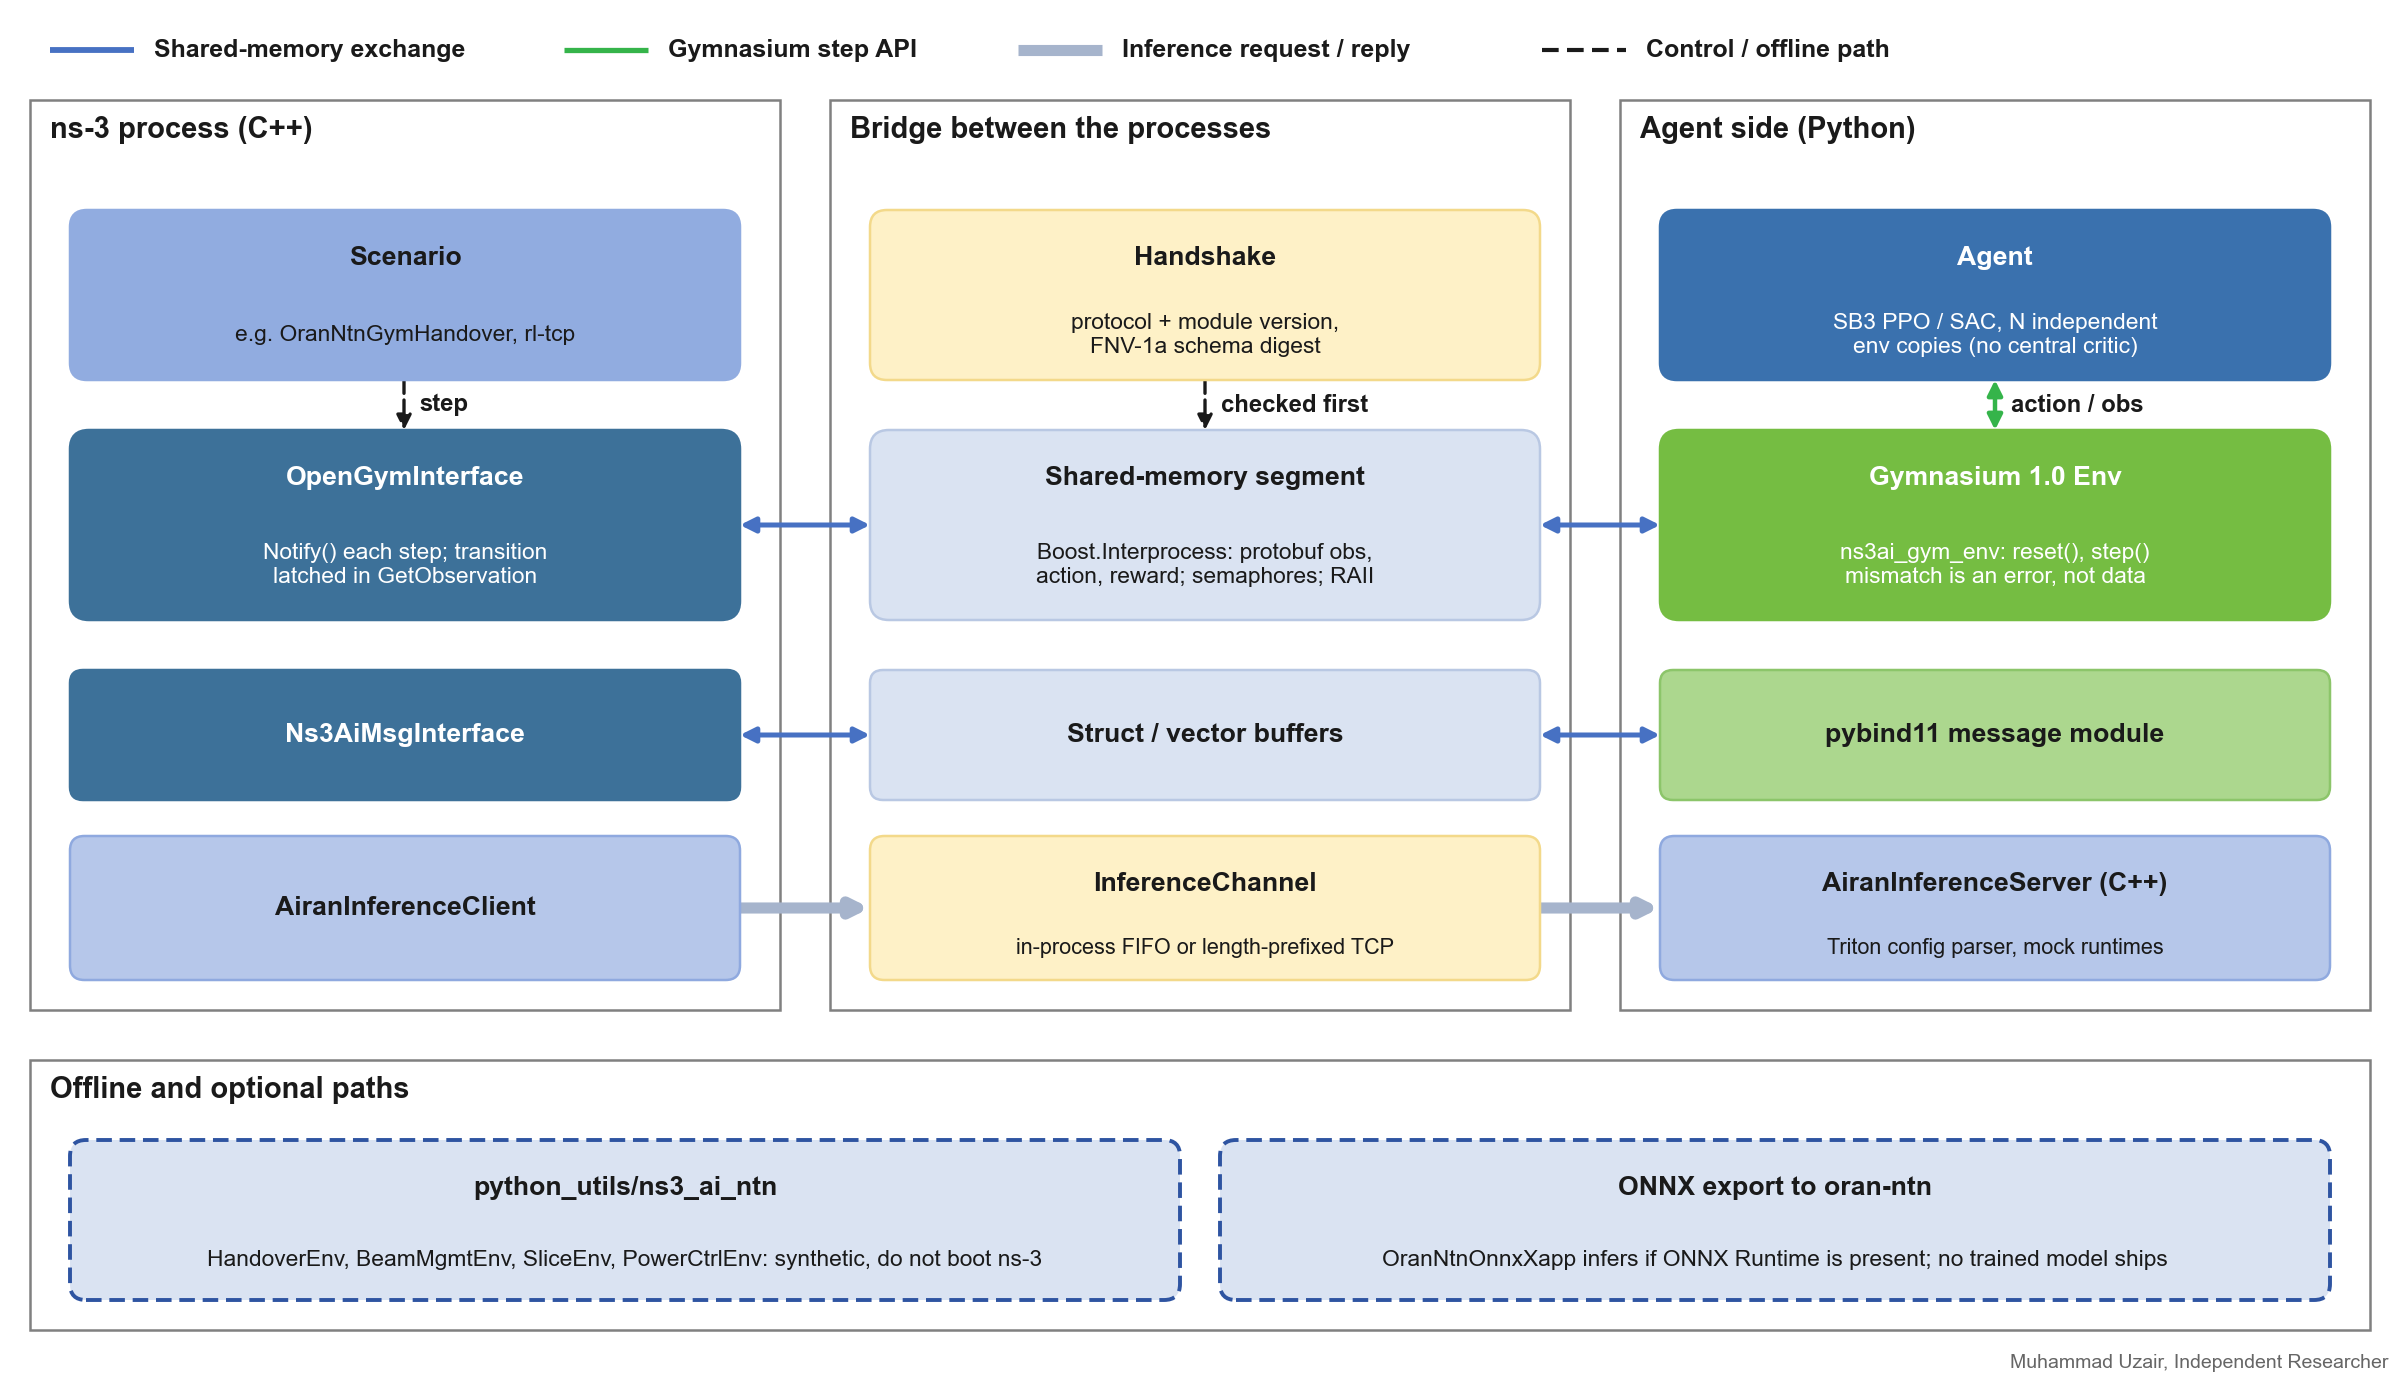 Shared-memory exchange
Gymnasium step API
Inference request / reply
Control / offline path
ns-3 process (C++)
Scenario
e.g. OranNtnGymHandover, rl-tcp
step
OpenGymInterface
Notify() each step; transition
latched in GetObservation
Ns3AiMsgInterface
AiranInferenceClient
Bridge between the processes
Handshake
protocol + module version,
FNV-1a schema digest
checked first
Shared-memory segment
Boost.Interprocess: protobuf obs,
action, reward; semaphores; RAII
Struct / vector buffers
InferenceChannel
in-process FIFO or length-prefixed TCP
Agent side (Python)
Agent
SB3 PPO / SAC, N independent
env copies (no central critic)
action / obs
Gymnasium 1.0 Env
ns3ai_gym_env: reset(), step()
mismatch is an error, not data
pybind11 message module
AiranInferenceServer (C++)
Triton config parser, mock runtimes
Offline and optional paths
python_utils/ns3_ai_ntn
HandoverEnv, BeamMgmtEnv, SliceEnv, PowerCtrlEnv: synthetic, do not boot ns-3
ONNX export to oran-ntn
OranNtnOnnxXapp infers if ONNX Runtime is present; no trained model ships
Muhammad Uzair, Independent Researcher